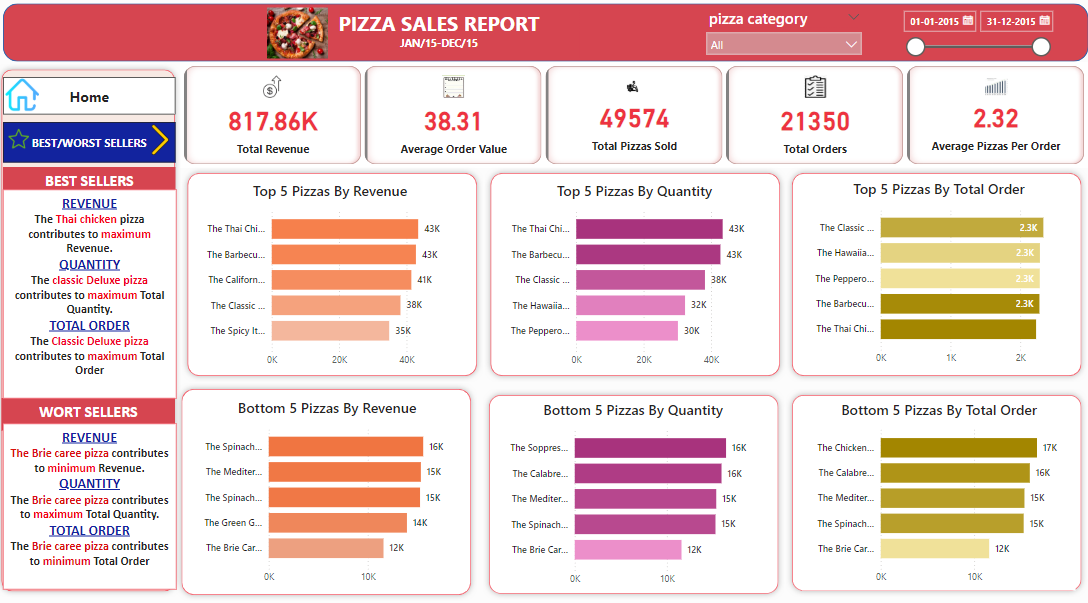 PIZZA SALES REPORT
JAN/15-DEC/15
pizza category
All
01-01-2015
31-12-2015
Home
BEST/WORST SELLERS
BEST SELLERS
REVENUE
The Thai chicken pizza
contributes to maximum
Revenue.
QUANTITY
The classic Deluxe pizza
contributes to maximum Total
Quantity.
TOTAL ORDER
The Classic Deluxe pizza
contributes to maximum Total
Order
WORT SELLERS
REVENUE
The Brie caree pizza contributes
to minimum Revenue.
QUANTITY
The Brie caree pizza contributes
to maximum Total Quantity.
TOTAL ORDER
The Brie caree pizza contributes
to minimum Total Order
817.86K
Total Revenue
38.31
Average Order Value
49574
Total Pizzas Sold
21350
Total Orders
2.32
Average Pizzas Per Order
Top 5 Pizzas By Revenue
The Thai Chi... 43K
The Barbecu... 43K
The Californ... 41K
The Classic ... 38K
The Spicy It... 35K
0K 20K 40K
Top 5 Pizzas By Quantity
The Thai Chi... 43K
The Barbecu... 43K
The Classic ... 38K
The Hawaiia... 32K
The Peppero... 30K
0K 20K 40K
Top 5 Pizzas By Total Order
The Classic ... 2.3K
The Hawaiia... 2.3K
The Peppero... 2.3K
The Barbecu... 2.3K
The Thai Chi...
0K 1K 2K
Bottom 5 Pizzas By Revenue
The Spinach... 16K
The Mediter... 15K
The Spinach... 15K
The Green G... 14K
The Brie Car... 12K
0K 10K
Bottom 5 Pizzas By Quantity
The Soppres... 16K
The Calabre... 16K
The Mediter... 15K
The Spinach... 15K
The Brie Car... 12K
0K 10K
Bottom 5 Pizzas By Total Order
The Chicken... 17K
The Calabre... 16K
The Mediter... 15K
The Spinach... 15K
The Brie Car... 12K
0K 10K